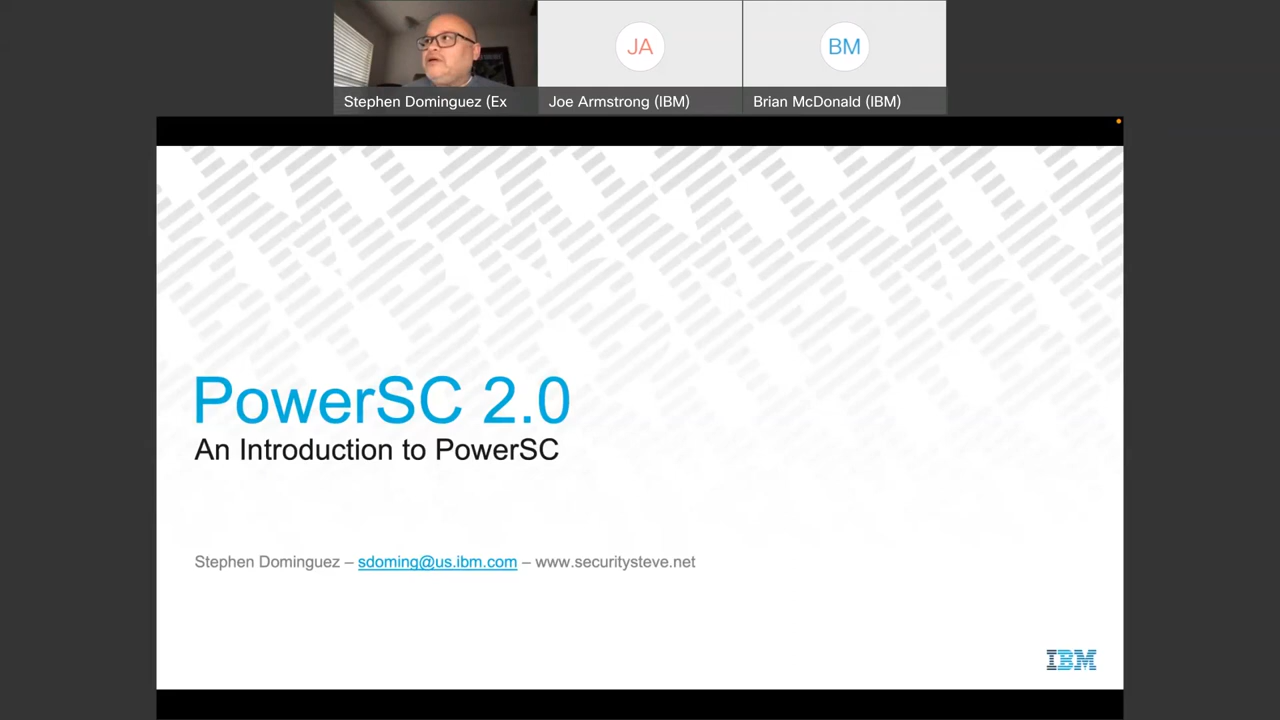 JA
BM
Stephen Dominguez (Ex
Joe Armstrong (IBM)
Brian McDonald (IBM)
PowerSC 2.0
An Introduction to PowerSC
Stephen Dominguez – sdoming@us.ibm.com – www.securitysteve.net
IBM